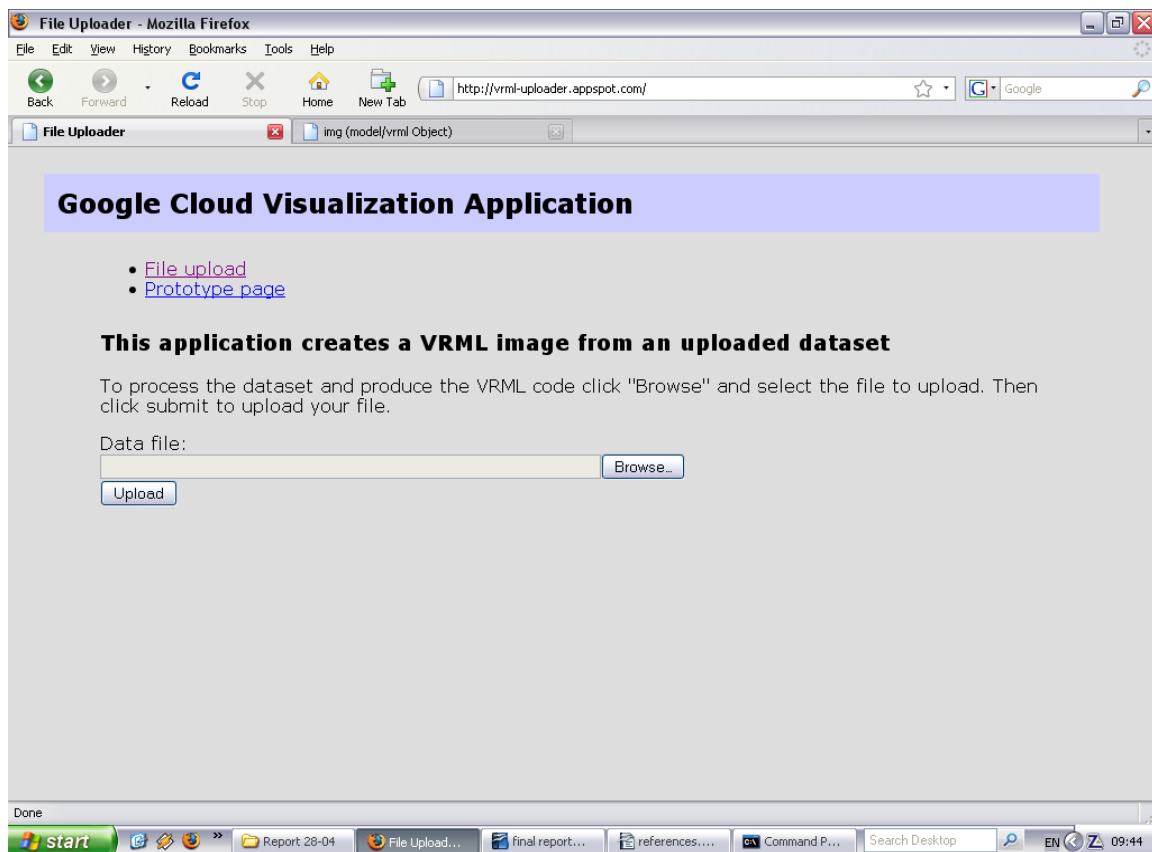 File Uploader - Mozilla Firefox
File Edit View History Bookmarks Tools Help
Back Forward Reload Stop Home New Tab http://vrml-uploader.appspot.com/ G Google
File Uploader img (model/vrml Object)
Google Cloud Visualization Application
• File upload
• Prototype page
This application creates a VRML image from an uploaded dataset
To process the dataset and produce the VRML code click "Browse" and select the file to upload. Then
click submit to upload your file.
Data file:
Browse...
Upload
Done
start » Report 28-04 File Upload... final report... references.... Command P... Search Desktop EN 09:44